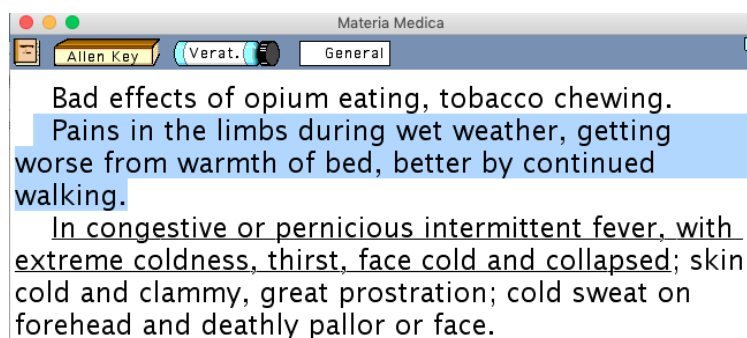 Materia Medica
Allen Key Verat. General
Bad effects of opium eating, tobacco chewing.
Pains in the limbs during wet weather, getting
worse from warmth of bed, better by continued
walking.
In congestive or pernicious intermittent fever, with
extreme coldness, thirst, face cold and collapsed; skin
cold and clammy, great prostration; cold sweat on
forehead and deathly pallor or face.